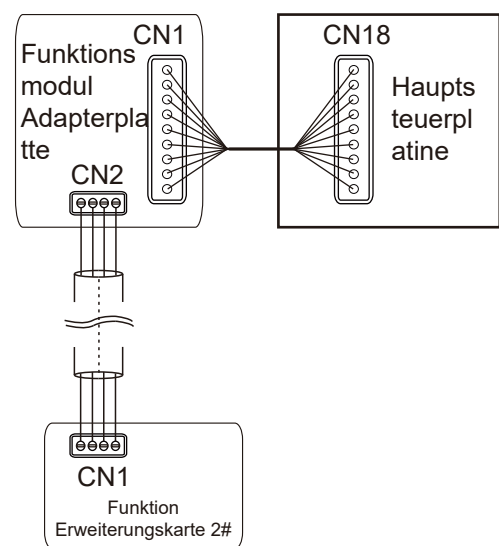 CN1
Funktions
modul
Adapterpla
tte
CN2
CN18
Haupts
teuerpl
atine
CN1
Funktion
Erweiterungskarte 2#